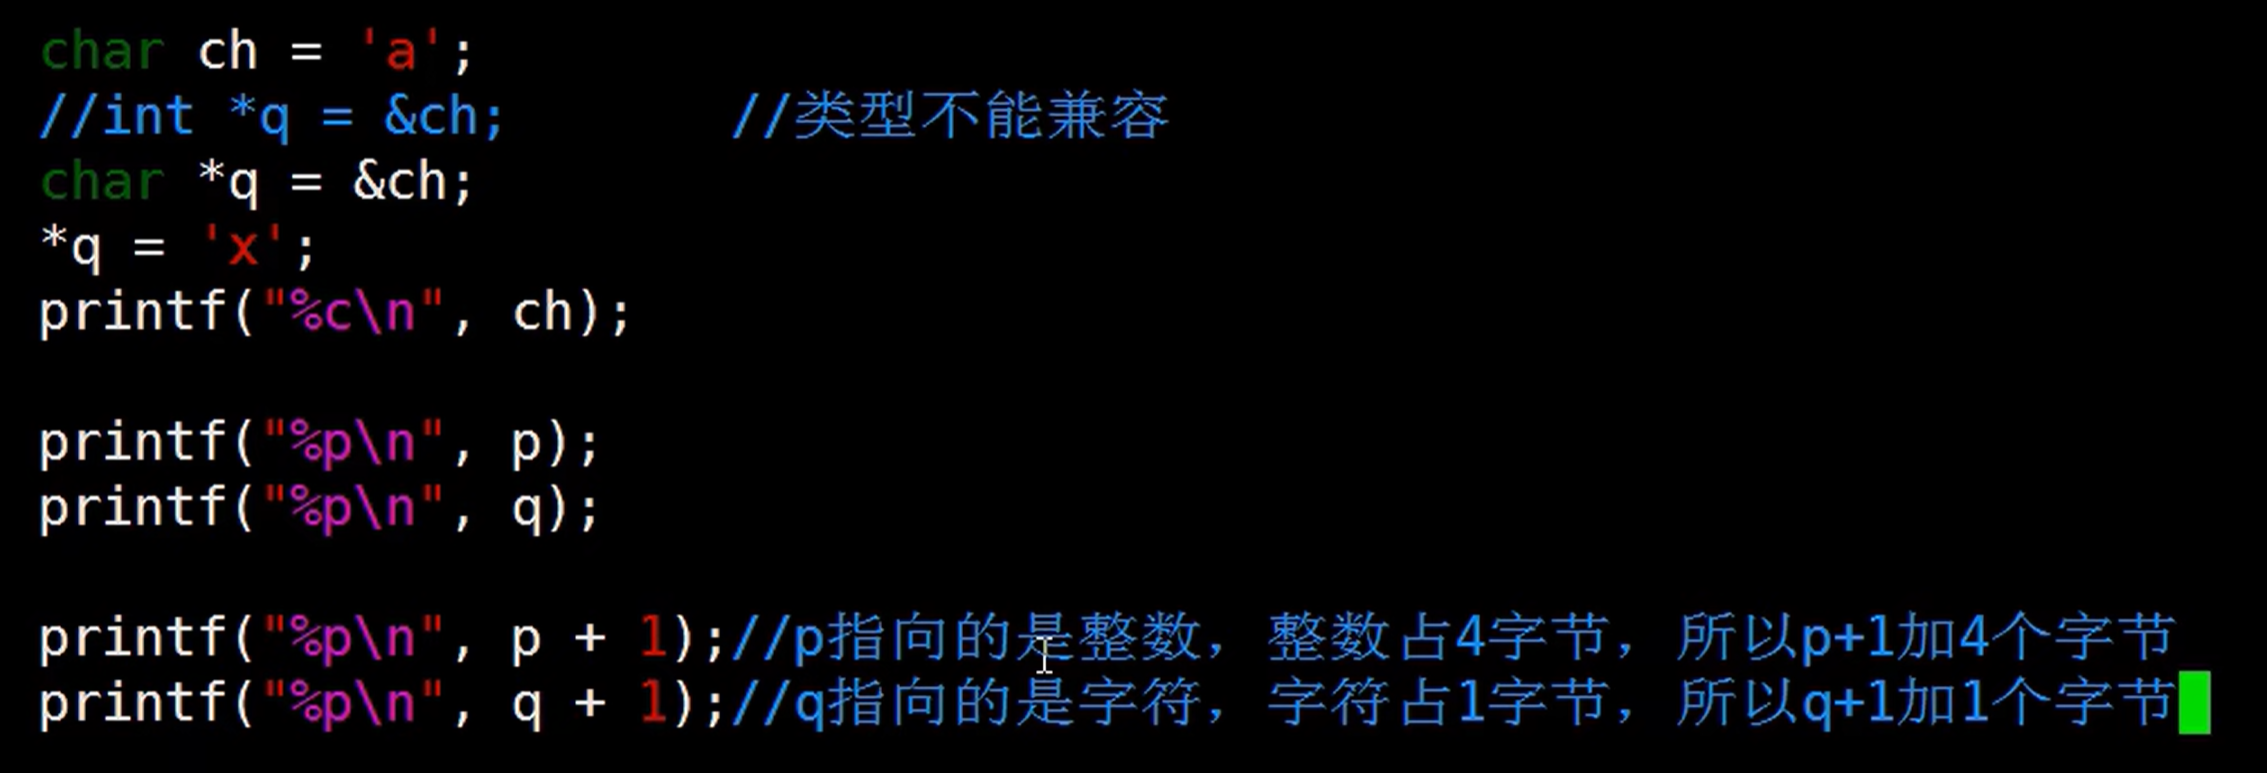 char ch = 'a';
//int *q = &ch;        //类型不能兼容
char *q = &ch;
*q = 'x';
printf("%c\n", ch);
printf("%p\n", p);
printf("%p\n", q);
printf("%p\n", p + 1);//p指向的是整数，整数占4字节，所以p+1加4个字节
printf("%p\n", q + 1);//q指向的是字符，字符占1字节，所以q+1加1个字节